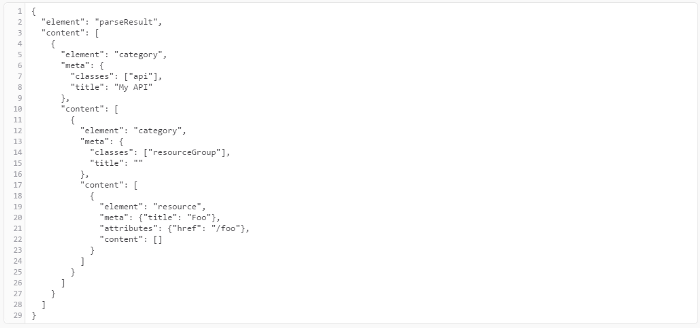 1 {
2   "element": "parseResult",
3   "content": [
4     {
5       "element": "category",
6       "meta": {
7         "classes": ["api"],
8         "title": "My API"
9       },
10       "content": [
11         {
12           "element": "category",
13           "meta": {
14             "classes": ["resourceGroup"],
15             "title": ""
16           },
17           "content": [
18             {
19               "element": "resource",
20               "meta": {"title": "Foo"},
21               "attributes": {"href": "/foo"},
22               "content": []
23             }
24           ]
25         }
26       ]
27     }
28   ]
29 }